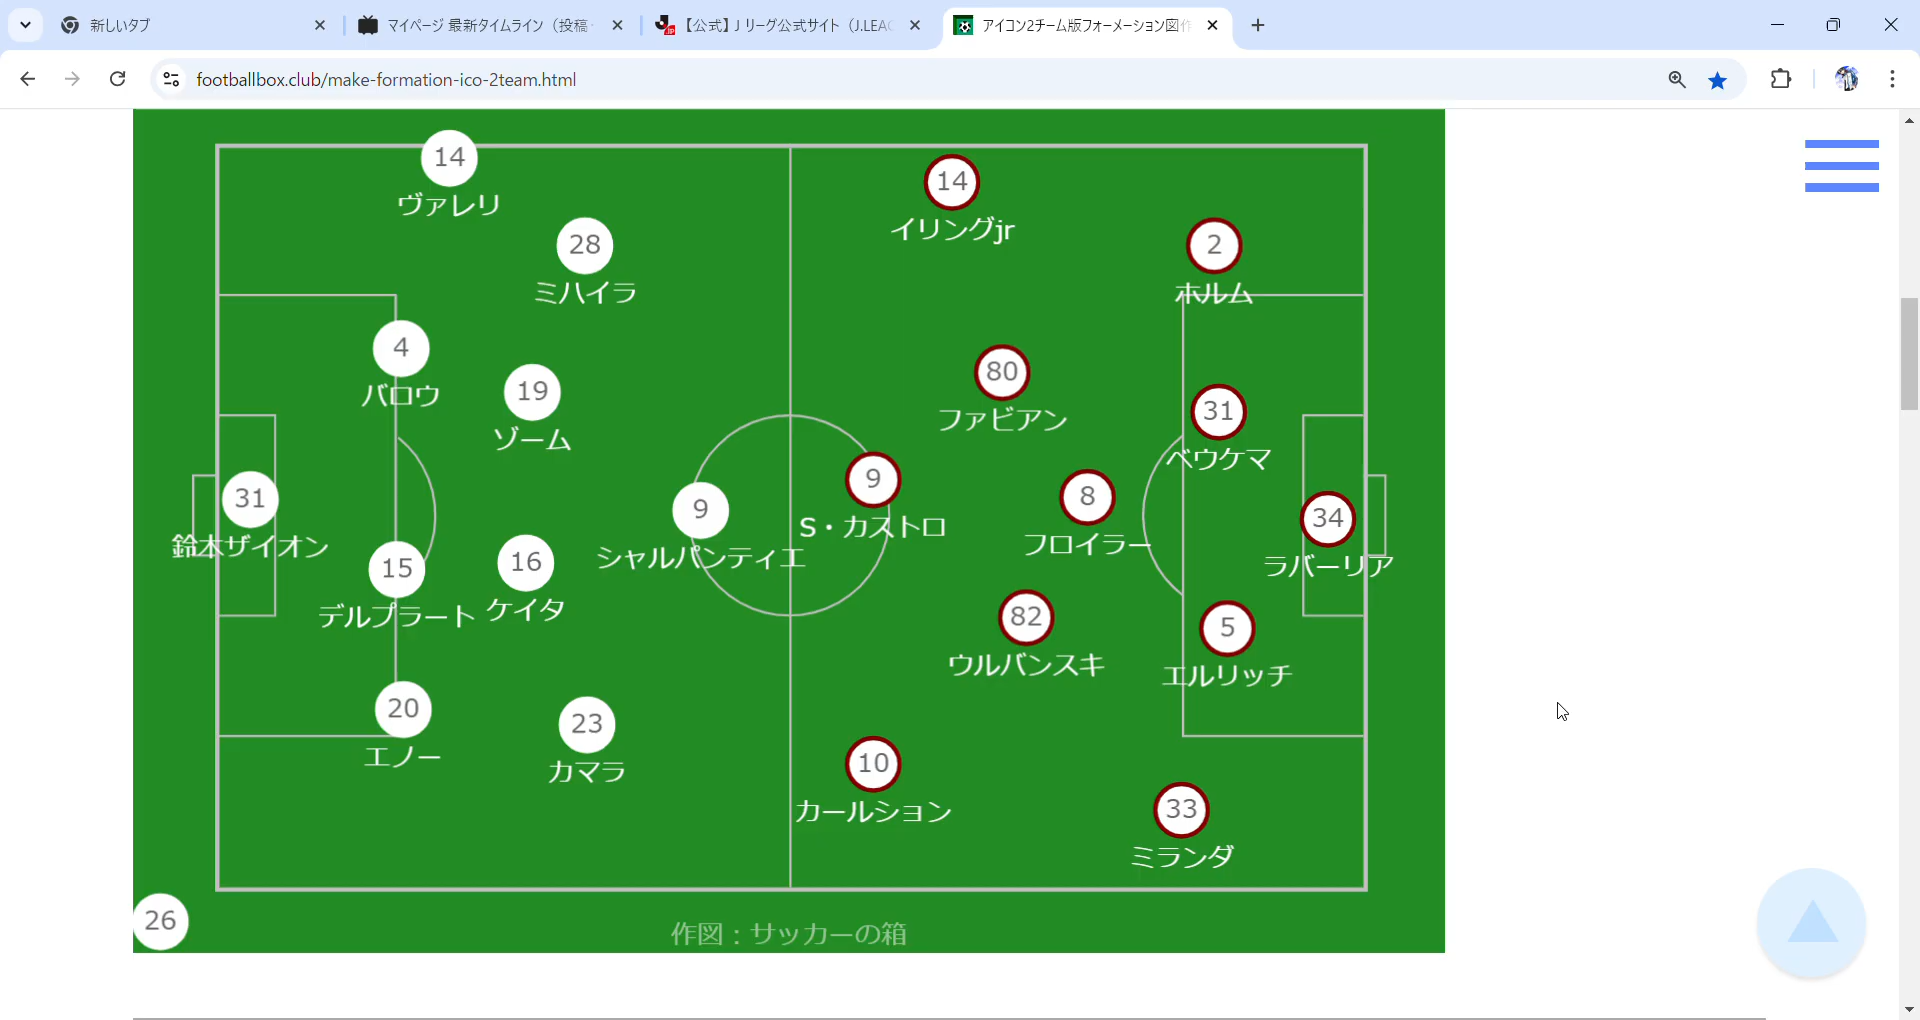 新しいタブ
マイページ 最新タイムライン（投稿
【公式】Jリーグ公式サイト（J.LEAG
アイコン2チーム版フォーメーション図作
footballbox.club/make-formation-ico-2team.html
14
ヴァレリ
14
イリングjr
28
ミハイラ
2
ホルム
4
バロウ
80
ファビアン
19
ゾーム
31
ベウケマ
31
鈴木ザイオン
9
シャルパンティエ
9
S・カストロ
8
フロイラー
34
ラバーリア
15
デルプラート
16
ケイタ
82
ウルバンスキ
5
エルリッチ
20
エノー
23
カマラ
10
カールション
33
ミランダ
26
作図：サッカーの箱